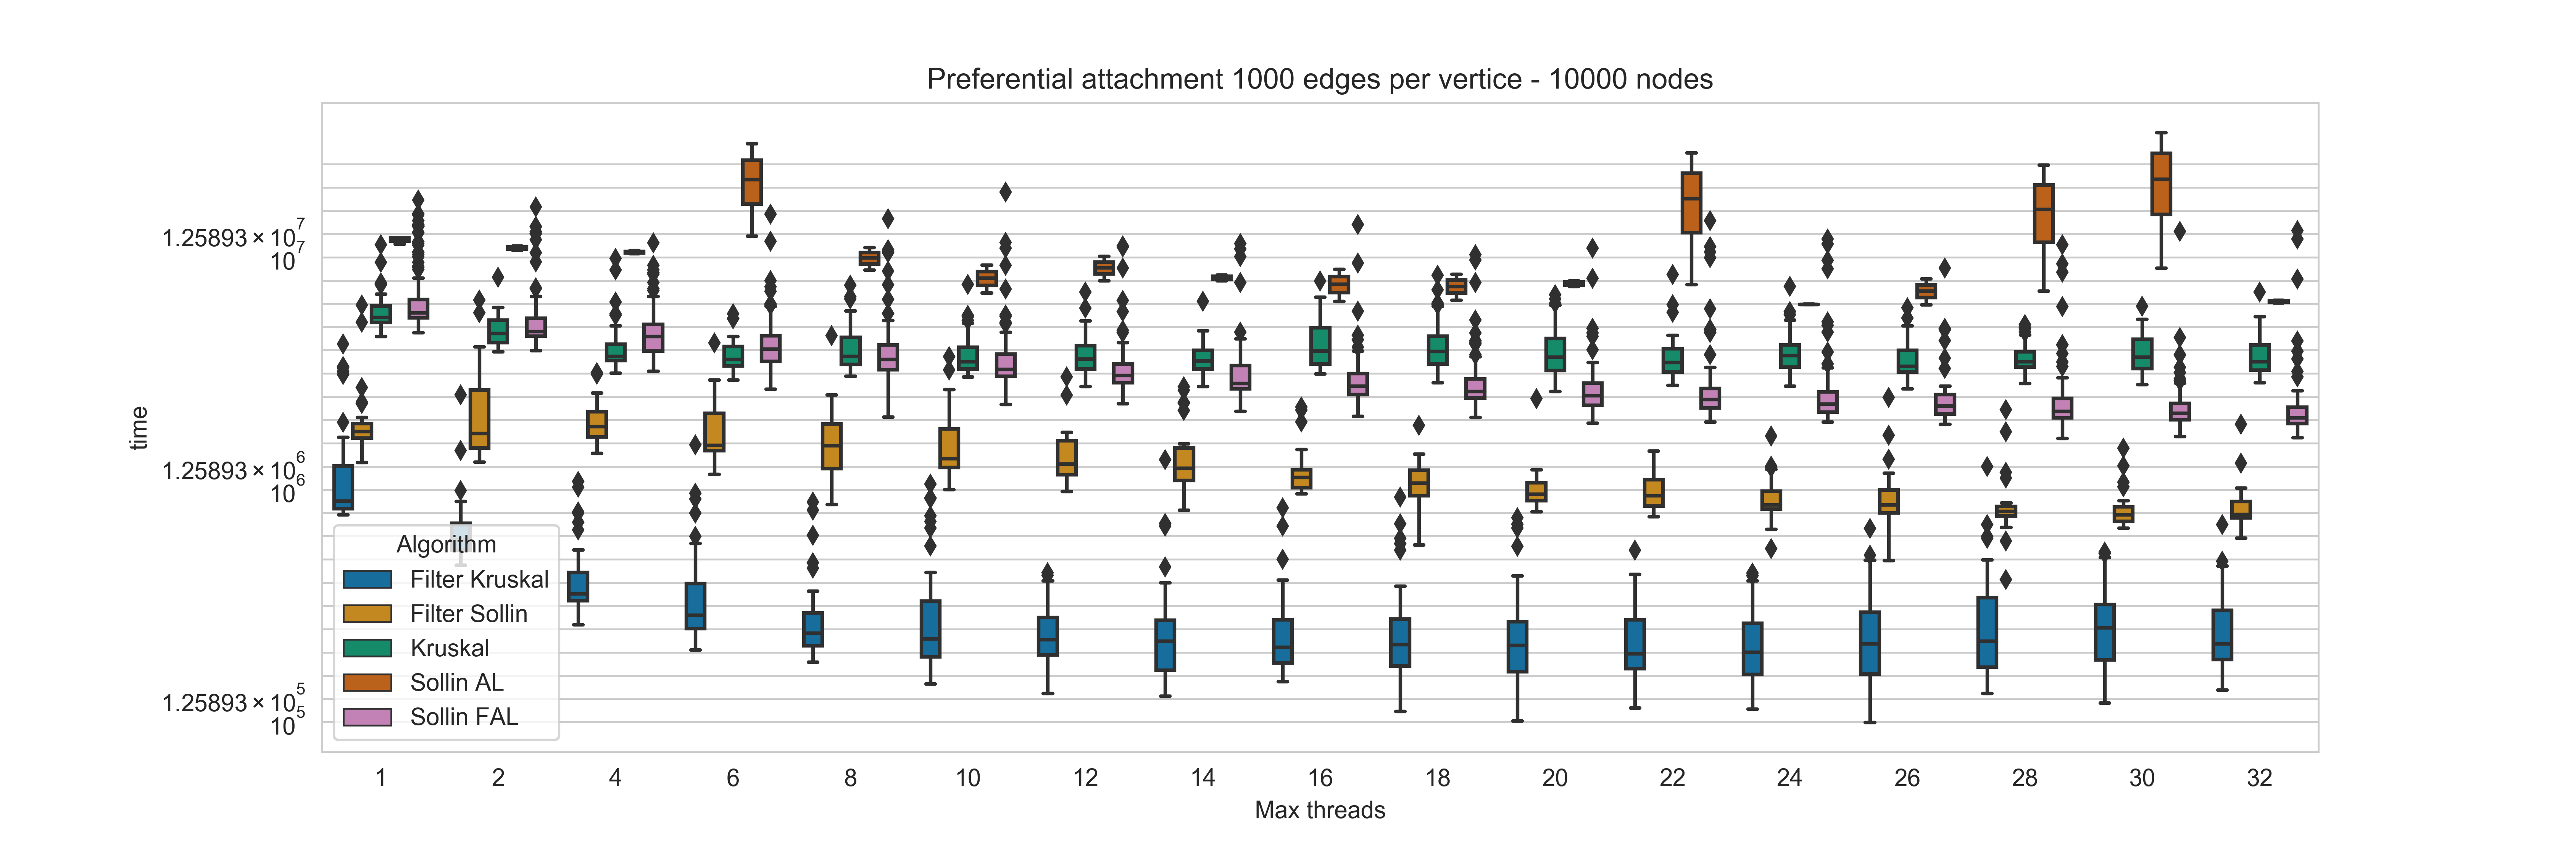 Preferential attachment 1000 edges per vertice - 10000 nodes
time
1.25893 × 10^7
10^7
1.25893 × 10^6
10^6
1.25893 × 10^5
10^5
Algorithm
Filter Kruskal
Filter Sollin
Kruskal
Sollin AL
Sollin FAL
1 2 4 6 8 10 12 14 16 18 20 22 24 26 28 30 32
Max threads